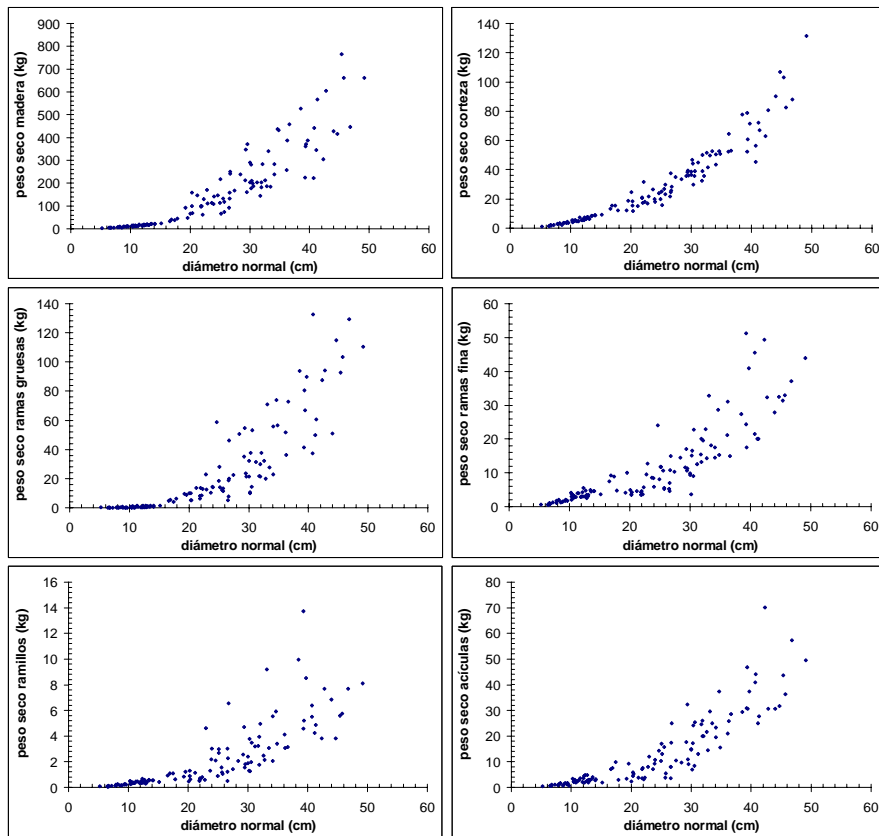 peso seco madera (kg)
900
800
700
600
500
400
300
200
100
0
0 10 20 30 40 50 60
diámetro normal (cm)
peso seco corteza (kg)
140
120
100
80
60
40
20
0
0 10 20 30 40 50 60
diámetro normal (cm)
peso seco ramas gruesas (kg)
140
120
100
80
60
40
20
0
0 10 20 30 40 50 60
diámetro normal (cm)
peso seco ramas fina (kg)
60
50
40
30
20
10
0
0 10 20 30 40 50 60
diámetro normal (cm)
peso seco ramillos (kg)
16
14
12
10
8
6
4
2
0
0 10 20 30 40 50 60
diámetro normal (cm)
peso seco acículas (kg)
80
70
60
50
40
30
20
10
0
0 10 20 30 40 50 60
diámetro normal (cm)